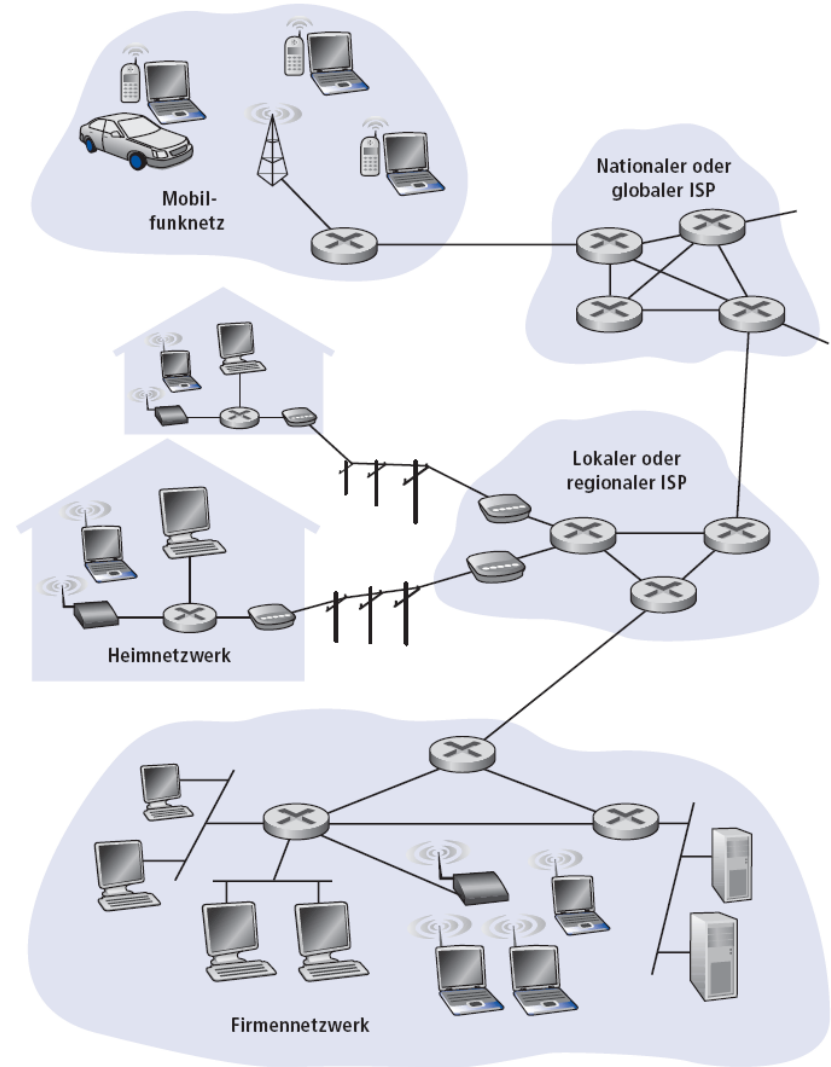 Mobil-
funknetz
Nationaler oder
globaler ISP
Lokaler oder
regionaler ISP
Heimnetzwerk
Firmennetzwerk